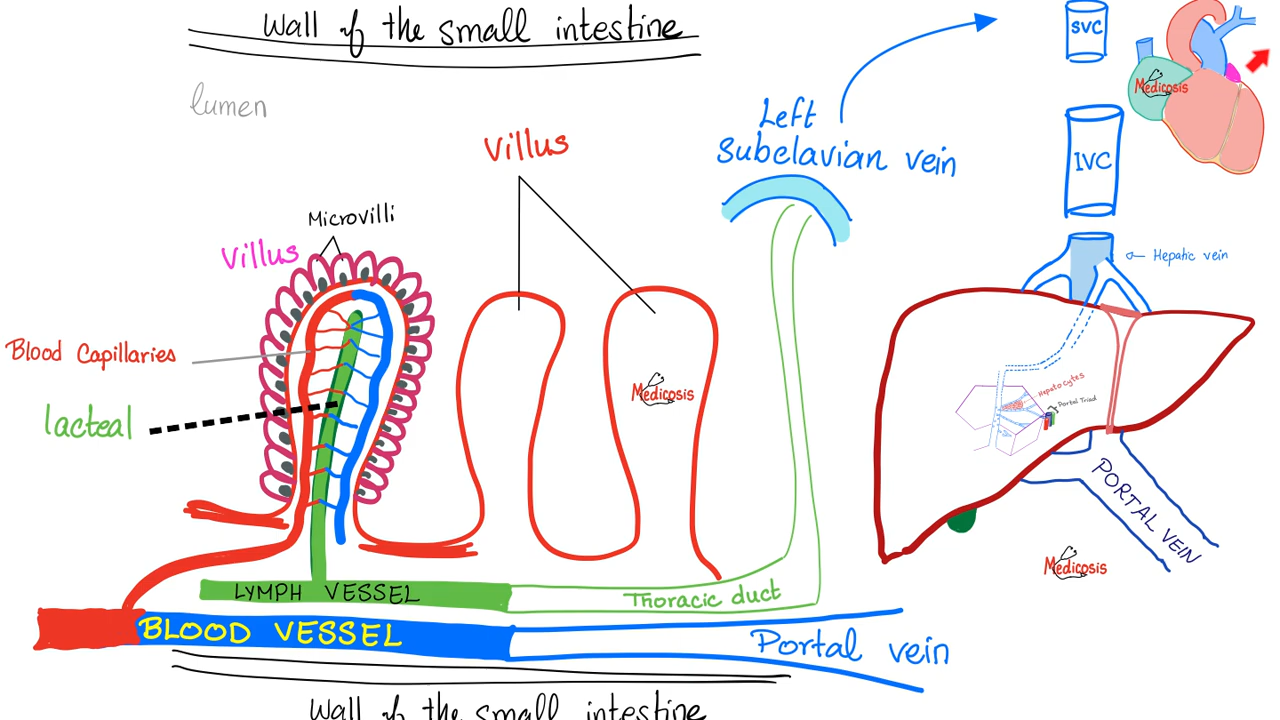 Wall of the small intestine
lumen
Villus
Microvilli
Villus
Blood Capillaries
lacteal
Left
Subclavian vein
SVC
Medicosis
IVC
Hepatic vein
Medicosis
Hepatocytes
Portal Triad
PORTAL VEIN
Medicosis
LYMPH VESSEL
Thoracic duct
BLOOD VESSEL
Portal vein
Wall of the small intestine